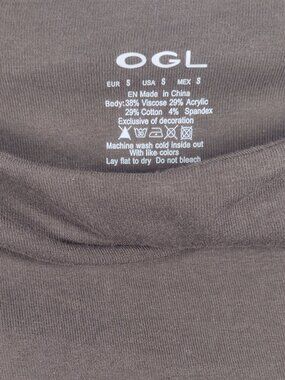 OGL
EUR S USA S MEX S
EN Made in China
Body:38% Viscose 29% Acrylic
29% Cotton 4% Spandex
Exclusive of decoration
Machine wash cold inside out
With like colors
Lay flat to dry Do not bleach